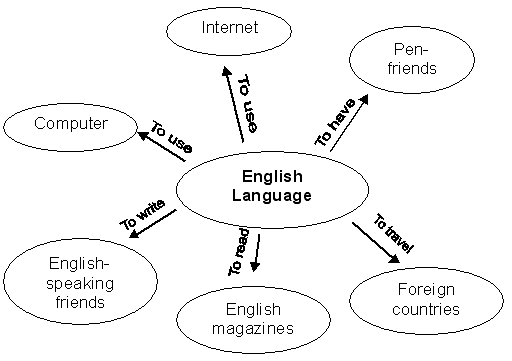 Internet
Pen-
friends
To use
To have
Computer
To use
English
Language
To write
To read
To travel
English-
speaking
friends
English
magazines
Foreign
countries